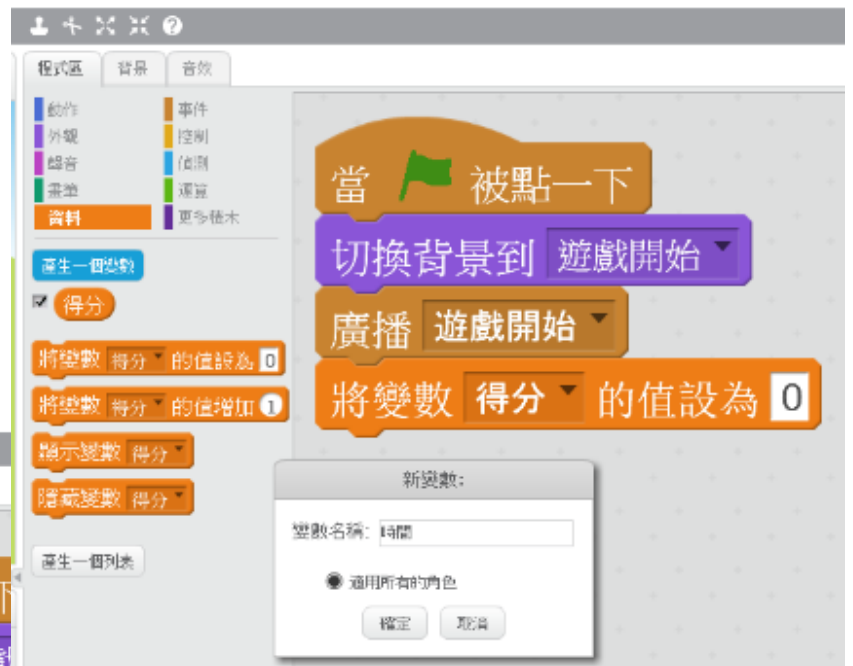 程式區 背景 音效
動作 事件
外觀 控制
聲音 偵測
畫筆 運算
資料 更多積木
產生一個變數
得分
將變數 得分 的值設為 0
將變數 得分 的值增加 1
顯示變數 得分
隱藏變數 得分
產生一個列表
當 被點一下
切換背景到 遊戲開始
廣播 遊戲開始
將變數 得分 的值設為 0
新變數:
變數名稱: 時間
適用所有的角色
確定 取消
下